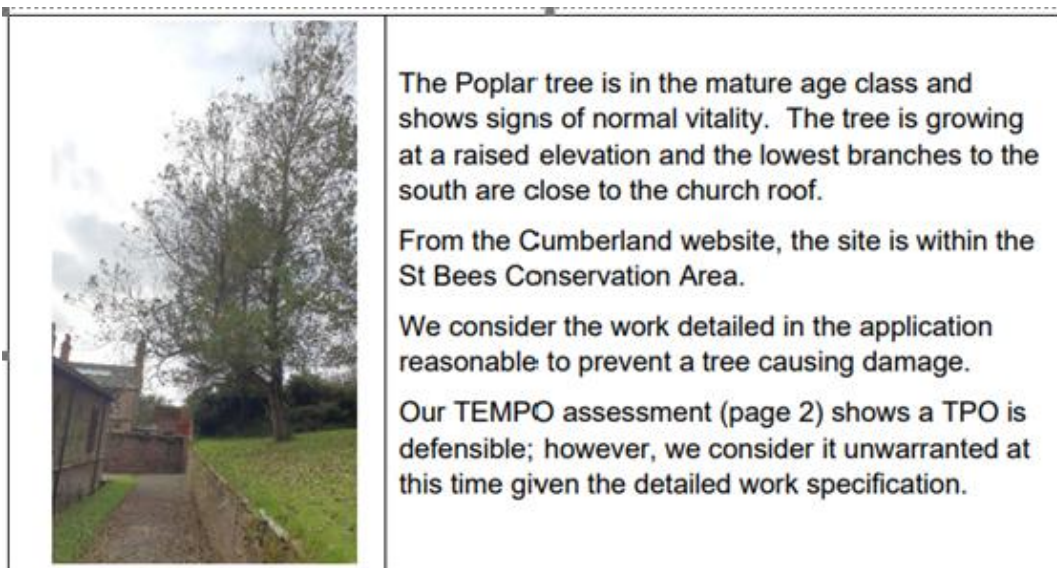 The Poplar tree is in the mature age class and
shows signs of normal vitality.  The tree is growing
at a raised elevation and the lowest branches to the
south are close to the church roof.
From the Cumberland website, the site is within the
St Bees Conservation Area.
We consider the work detailed in the application
reasonable to prevent a tree causing damage.
Our TEMPO assessment (page 2) shows a TPO is
defensible; however, we consider it unwarranted at
this time given the detailed work specification.